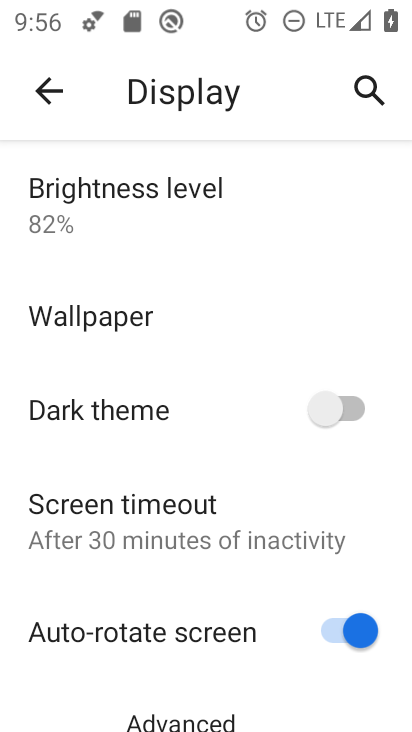 9:56
LTE
Display
Brightness level
82%
Wallpaper
Dark theme
Screen timeout
After 30 minutes of inactivity
Auto-rotate screen
Advanced